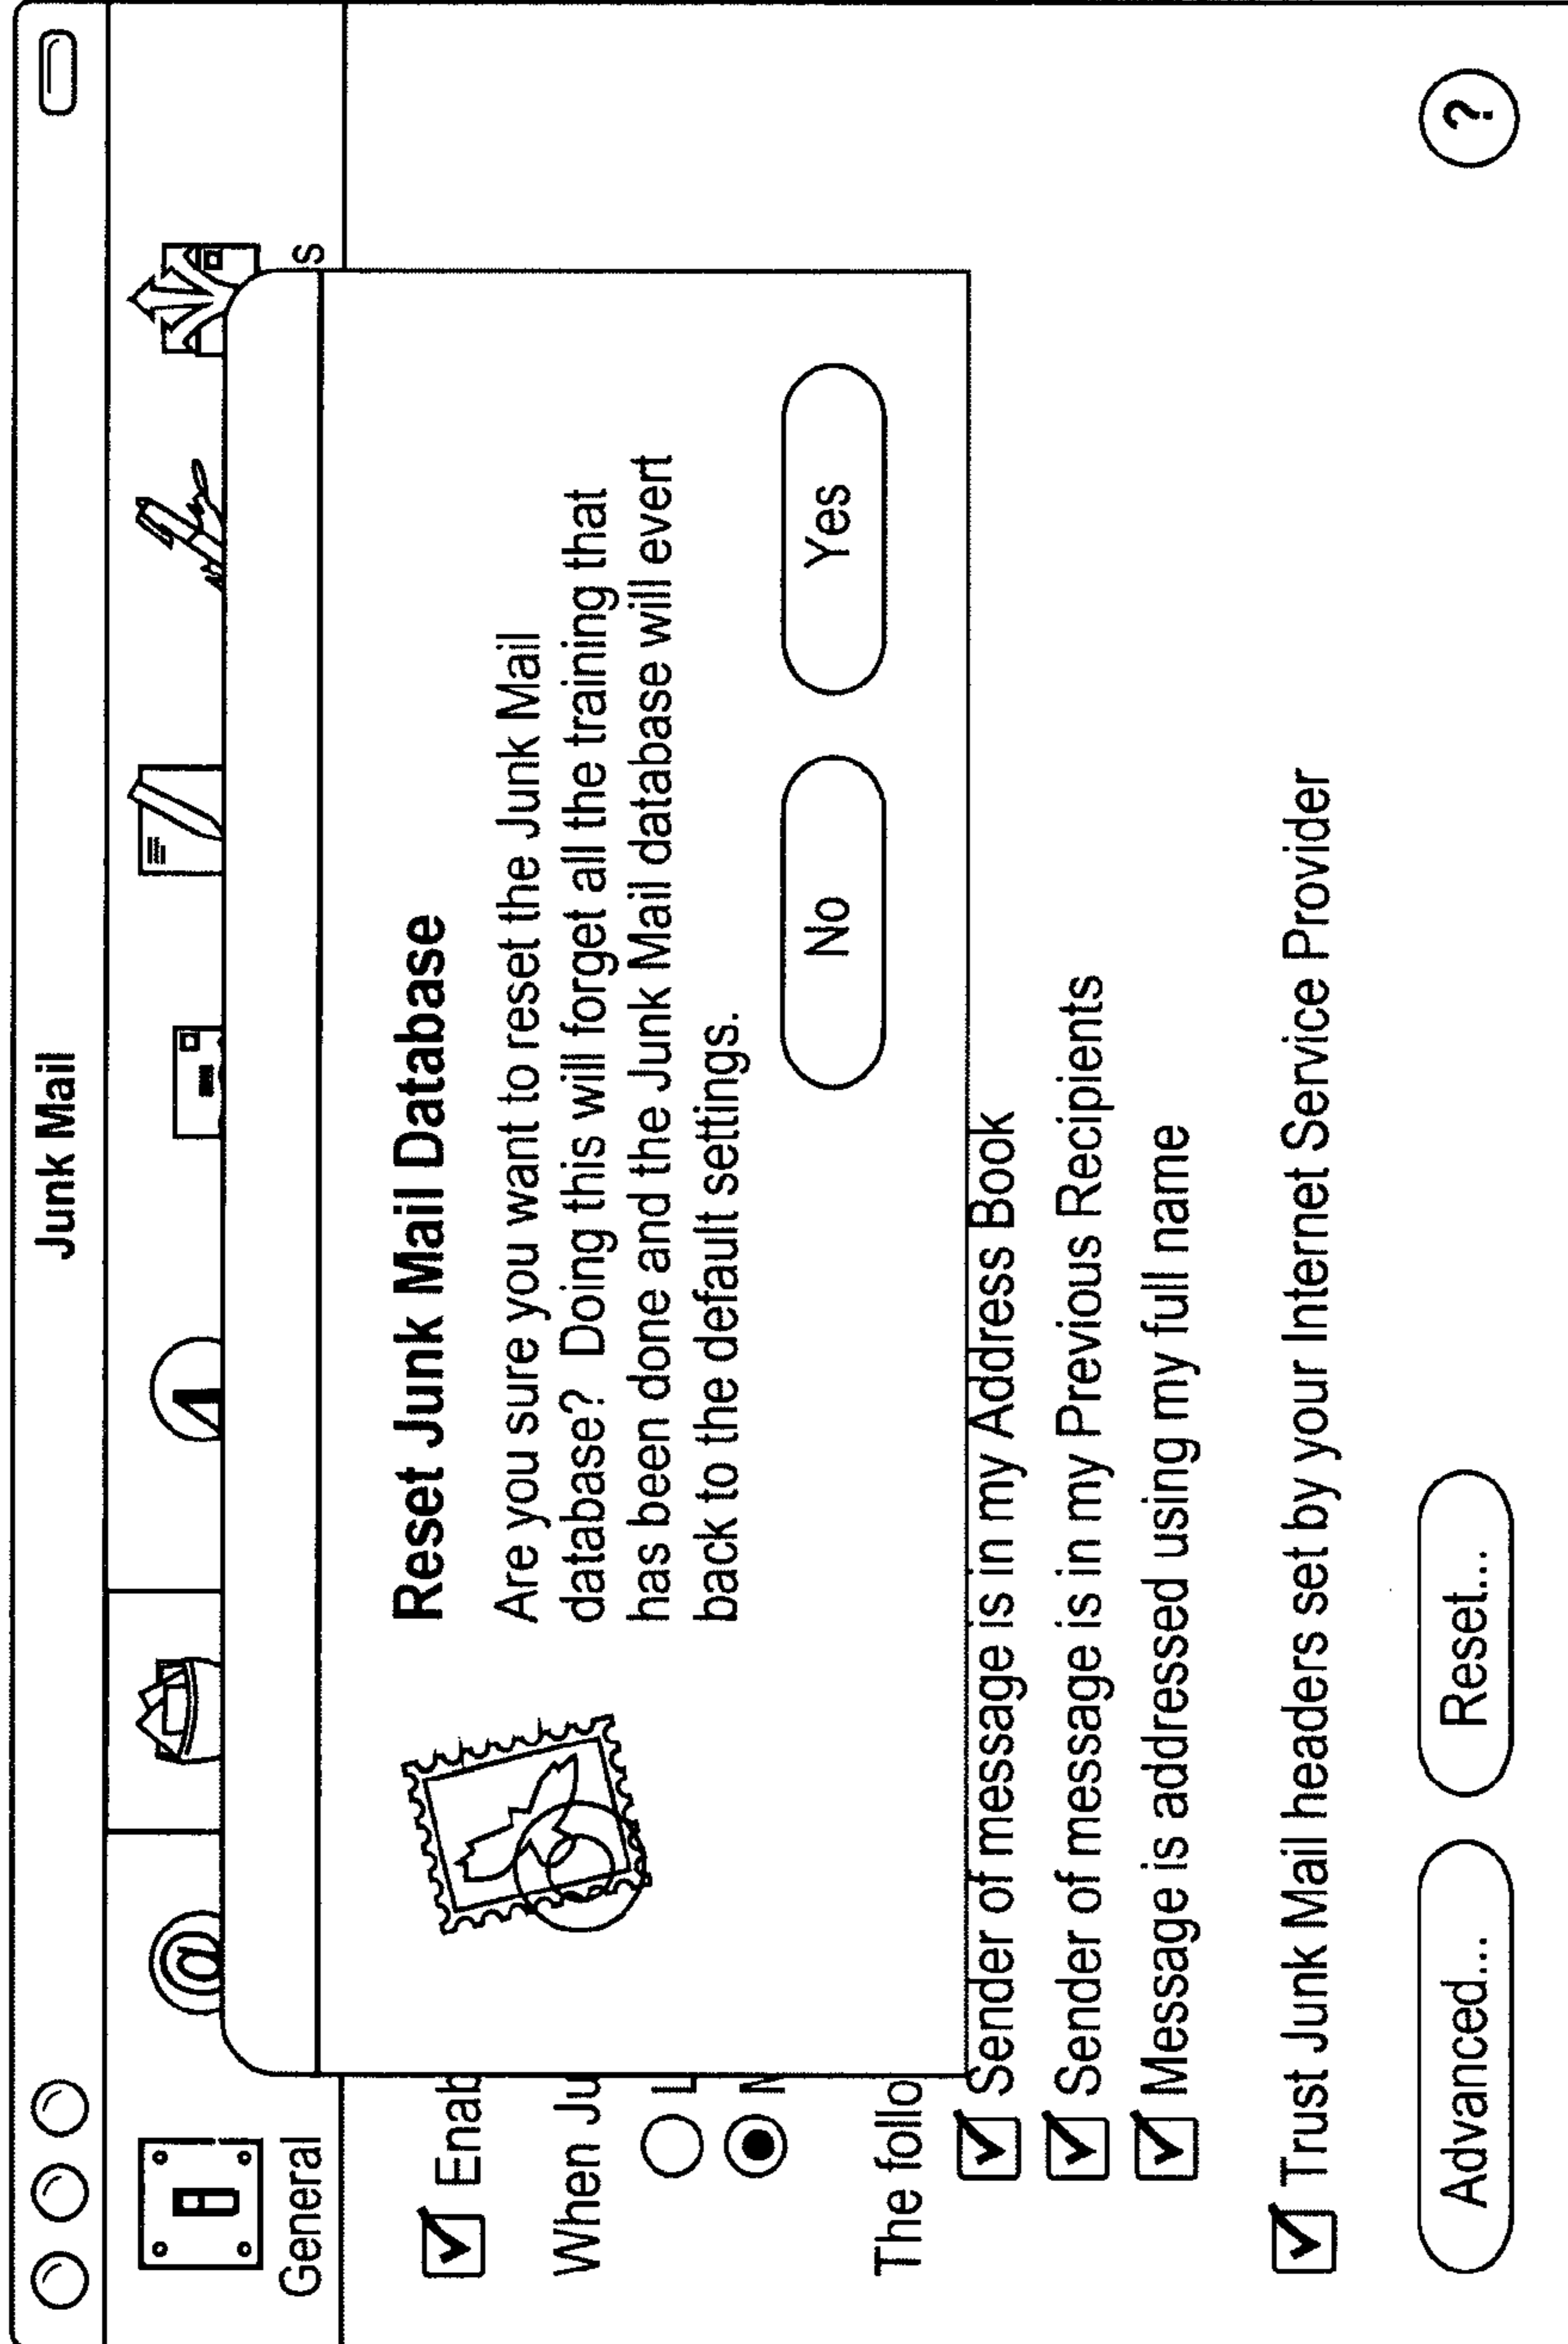 Junk Mail
@
General
s
Reset Junk Mail Database
Are you sure you want to reset the Junk Mail
database? Doing this will forget all the training that
has been done and the Junk Mail database will evert
back to the default settings.
No
Yes
Enab
When Ju
The follo
Sender of message is in my Address Book
Sender of message is in my Previous Recipients
Message is addressed using my full name
Trust Junk Mail headers set by your Internet Service Provider
Advanced...
Reset...
?